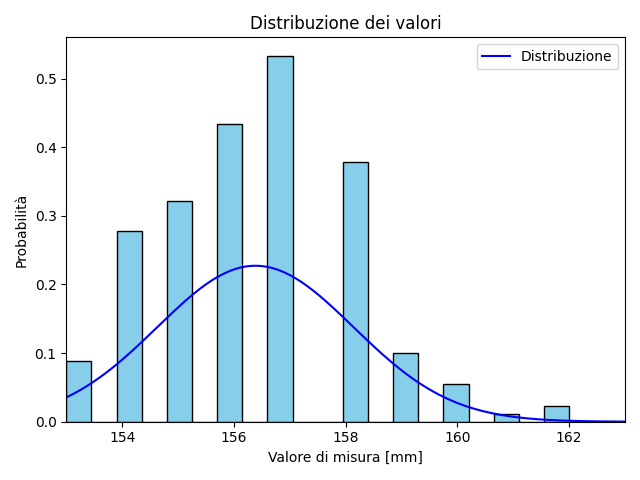 Distribuzione dei valori
Distribuzione
0.5
0.4
0.3
0.2
0.1
0.0
Probabilità
154 156 158 160 162
Valore di misura [mm]